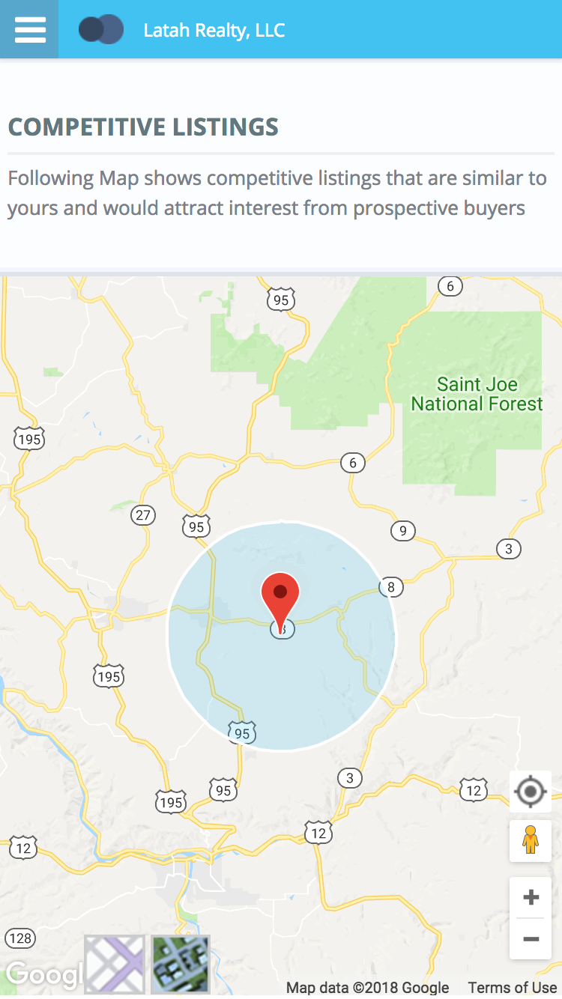 Latah Realty, LLC
COMPETITIVE LISTINGS
Following Map shows competitive listings that are similar to
yours and would attract interest from prospective buyers
6
95
Saint Joe
National Forest
195
6
27
95
9
3
8
8
195
95
3
95
12
195
12
12
128
Googl
Map data ©2018 Google
Terms of Use